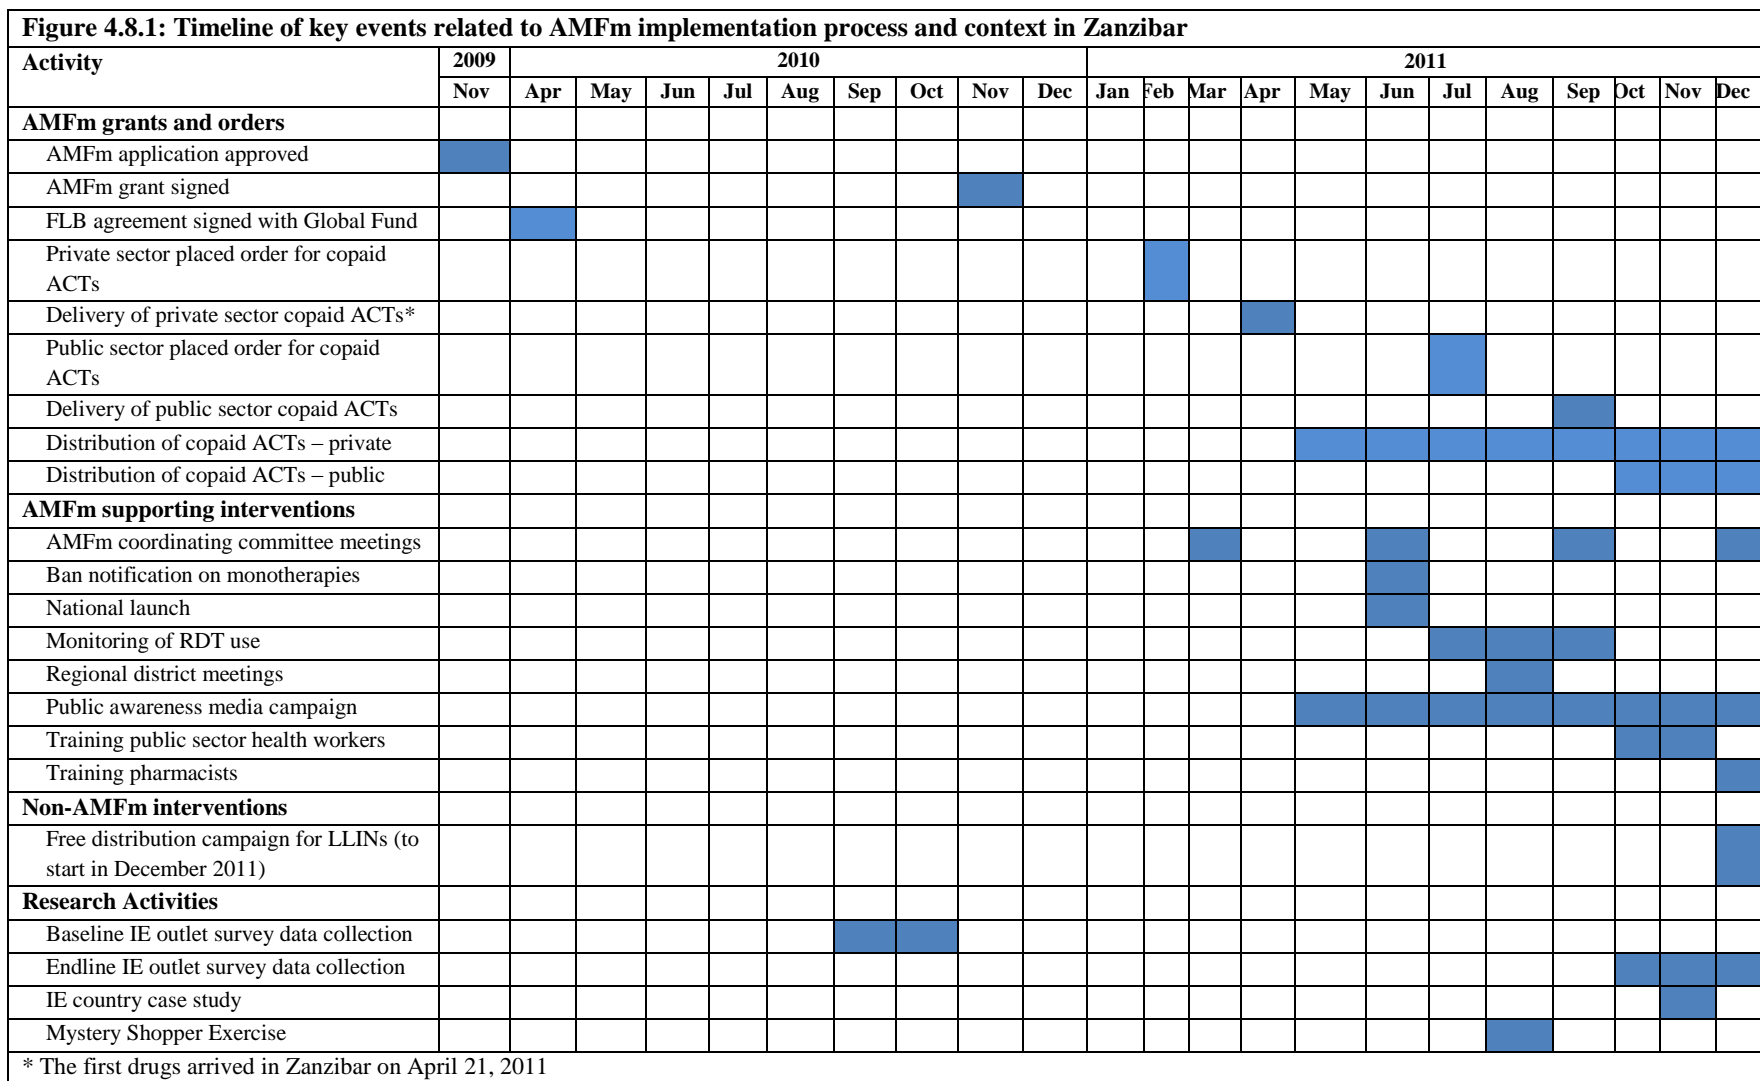 Figure 4.8.1: Timeline of key events related to AMFm implementation process and context in Zanzibar
Activity 2009 2010 2011
Nov Apr May Jun Jul Aug Sep Oct Nov Dec Jan Feb Mar Apr May Jun Jul Aug Sep Oct Nov Dec
AMFm grants and orders
AMFm application approved
AMFm grant signed
FLB agreement signed with Global Fund
Private sector placed order for copaid
ACTs
Delivery of private sector copaid ACTs*
Public sector placed order for copaid
ACTs
Delivery of public sector copaid ACTs
Distribution of copaid ACTs – private
Distribution of copaid ACTs – public
AMFm supporting interventions
AMFm coordinating committee meetings
Ban notification on monotherapies
National launch
Monitoring of RDT use
Regional district meetings
Public awareness media campaign
Training public sector health workers
Training pharmacists
Non-AMFm interventions
Free distribution campaign for LLINs (to
start in December 2011)
Research Activities
Baseline IE outlet survey data collection
Endline IE outlet survey data collection
IE country case study
Mystery Shopper Exercise
* The first drugs arrived in Zanzibar on April 21, 2011